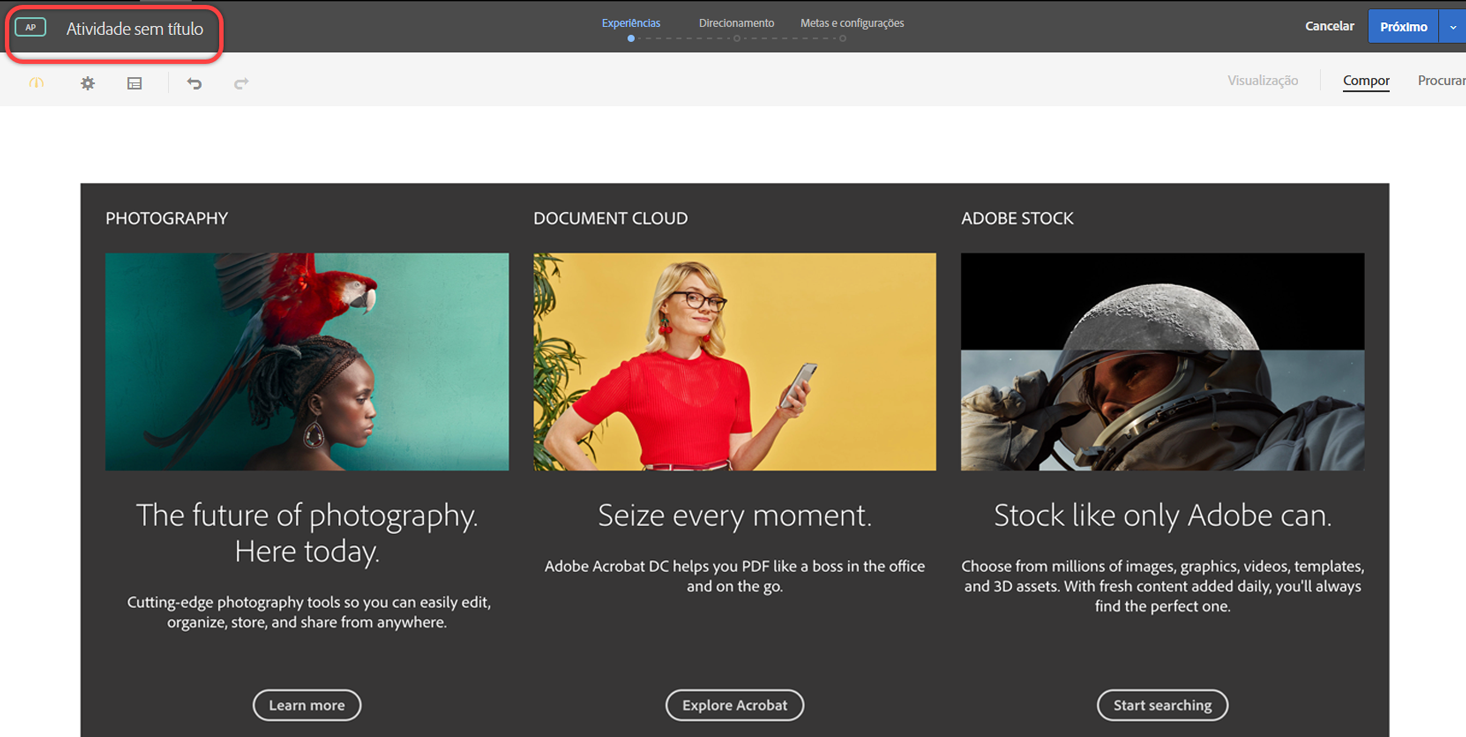 AP
Atividade sem título
Experiências
Direcionamento
Metas e configurações
Cancelar
Próximo
Visualização
Compor
Procurar
PHOTOGRAPHY
DOCUMENT CLOUD
ADOBE STOCK
The future of photography.
Here today.
Cutting-edge photography tools so you can easily edit,
organize, store, and share from anywhere.
Learn more
Seize every moment.
Adobe Acrobat DC helps you PDF like a boss in the office
and on the go.
Explore Acrobat
Stock like only Adobe can.
Choose from millions of images, graphics, videos, templates,
and 3D assets. With fresh content added daily, you'll always
find the perfect one.
Start searching